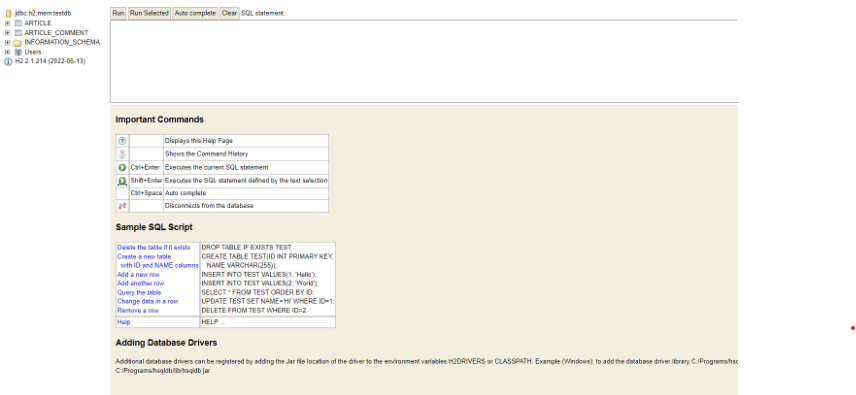 jdbc:h2:mem:testdb
ARTICLE
ARTICLE_COMMENT
INFORMATION_SCHEMA
Users
H2 2.1.214 (2022-06-13)
Run Run Selected Auto complete Clear SQL statement:
Important Commands
Displays this Help Page
Shows the Command History
Ctrl+Enter Executes the current SQL statement
Shift+Enter Executes the SQL statement defined by the text selection
Ctrl+Space Auto complete
Disconnects from the database
Sample SQL Script
Delete the table if it exists DROP TABLE IF EXISTS TEST;
Create a new table CREATE TABLE TEST(ID INT PRIMARY KEY,
with ID and NAME columns NAME VARCHAR(255));
Add a new row INSERT INTO TEST VALUES(1, 'Hello');
Add another row INSERT INTO TEST VALUES(2, 'World');
Query the table SELECT * FROM TEST ORDER BY ID;
Change data in a row UPDATE TEST SET NAME='Hi' WHERE ID=1;
Remove a row DELETE FROM TEST WHERE ID=2;
Help HELP ...
Adding Database Drivers
Additional database drivers can be registered by adding the Jar file location of the driver to the environment variables H2DRIVERS or CLASSPATH. Example (Windows): to add the database driver library C:/Programs/hsq
C:/Programs/hsqldb/lib/hsqldb.jar.